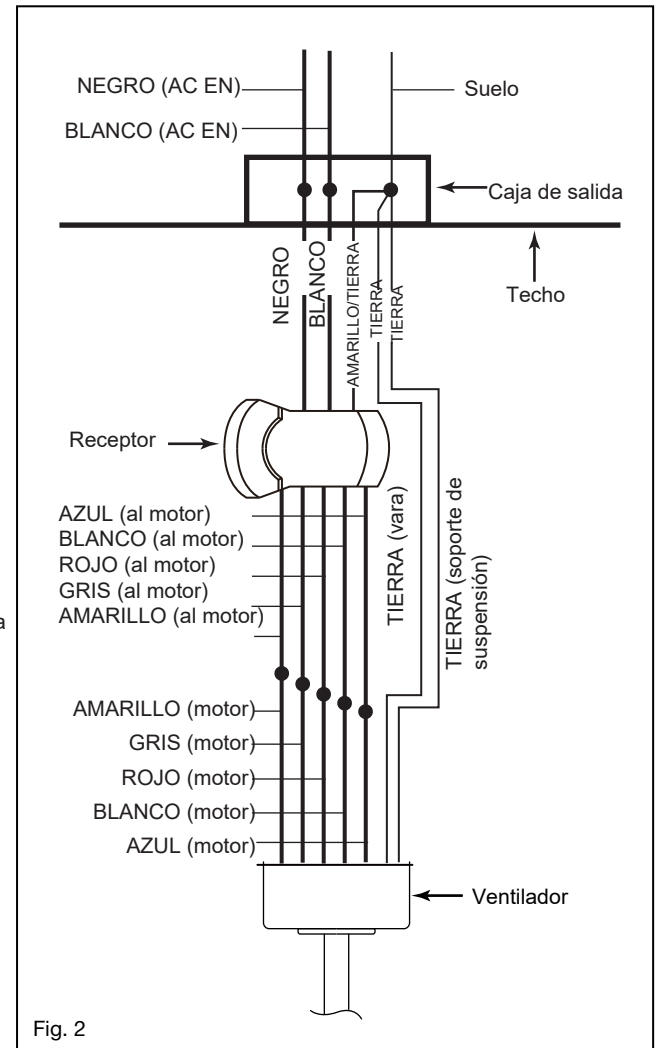 NEGRO (AC EN)
Suelo
BLANCO (AC EN)
Caja de salida
NEGRO
BLANCO
AMARILLO/TIERRA
TIERRA
TIERRA
Techo
Receptor
AZUL (al motor)
BLANCO (al motor)
ROJO (al motor)
GRIS (al motor)
AMARILLO (al motor)
TIERRA (vara)
TIERRA (soporte de
suspensión)
a
AMARILLO (motor)
GRIS (motor)
ROJO (motor)
BLANCO (motor)
AZUL (motor)
Ventilador
Fig. 2